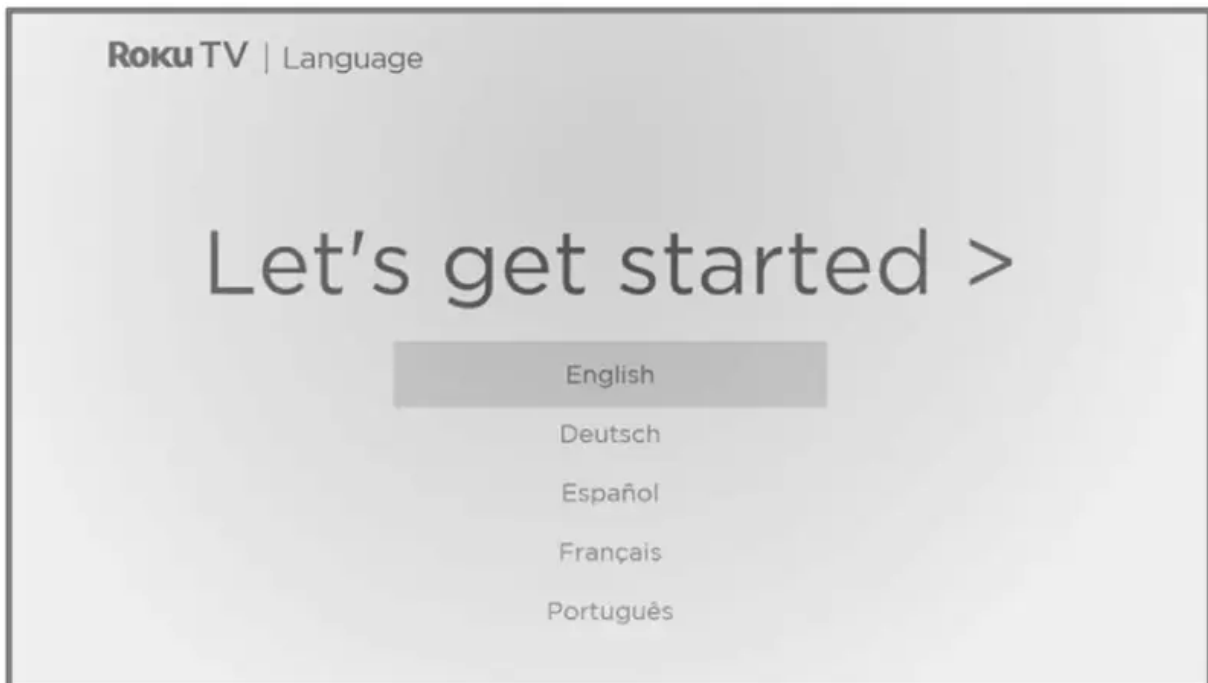 Roku TV | Language
Let's get started >
English
Deutsch
Español
Français
Português